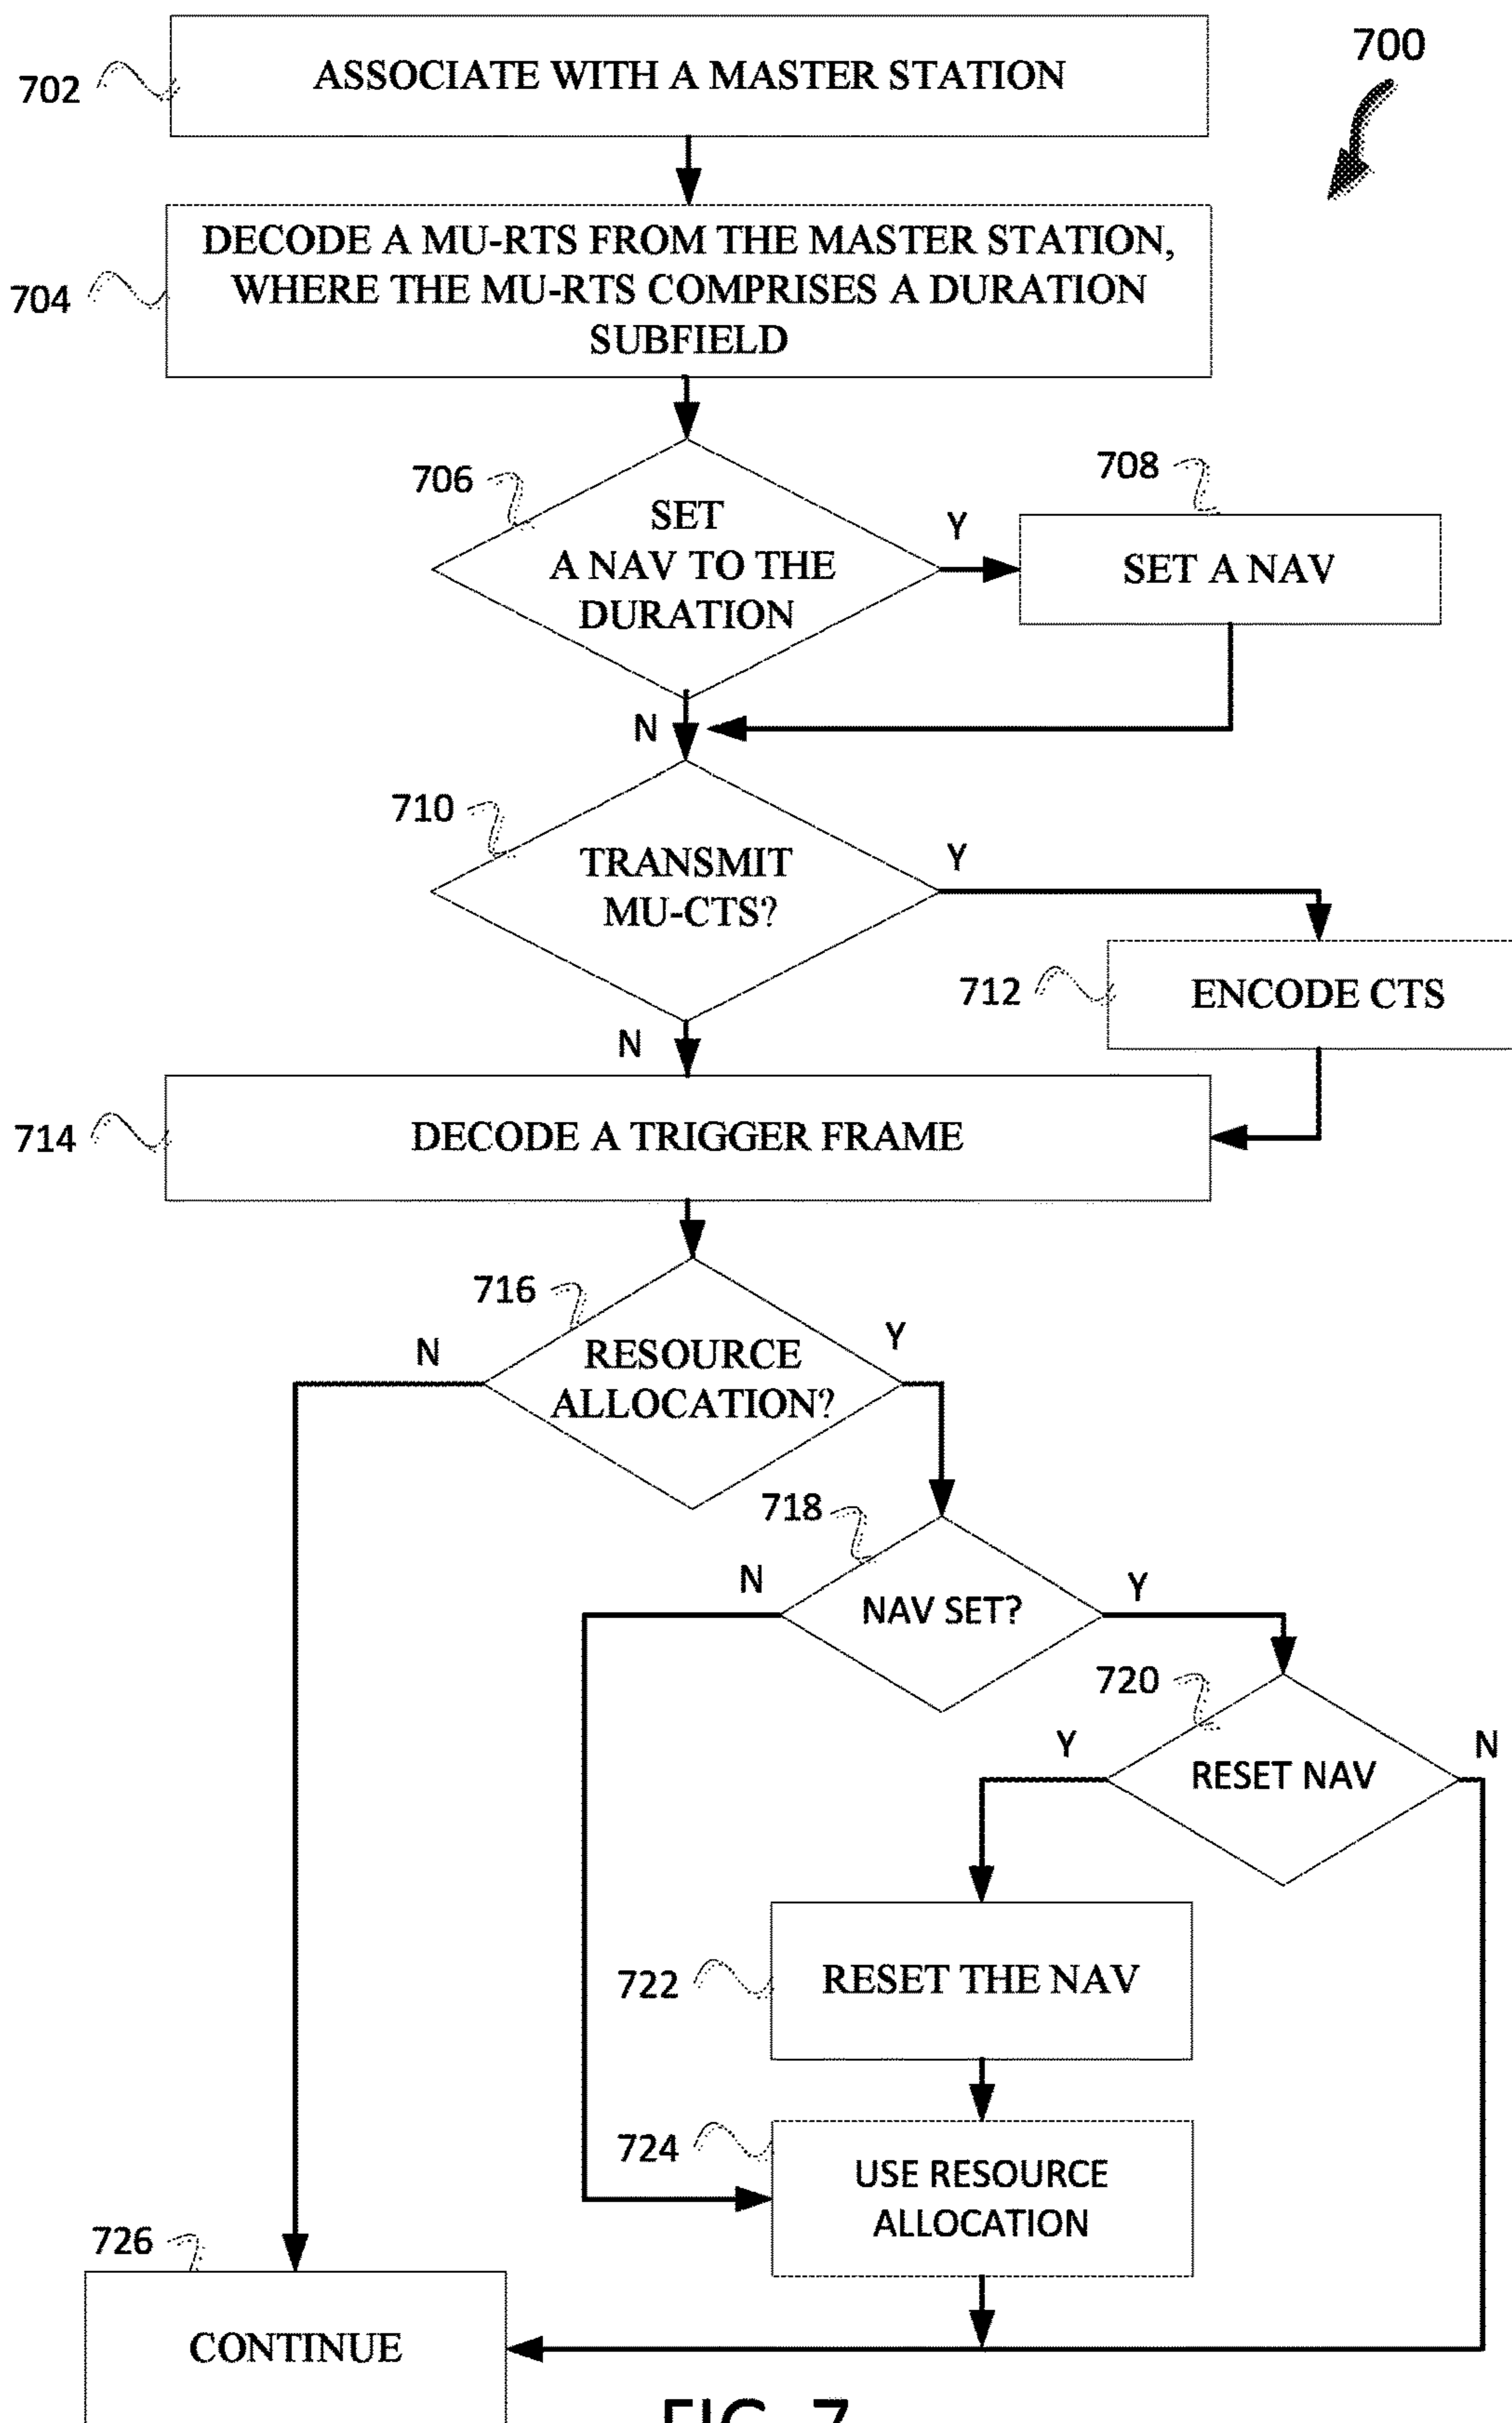 700
702
ASSOCIATE WITH A MASTER STATION
704
DECODE A MU-RTS FROM THE MASTER STATION,
WHERE THE MU-RTS COMPRISES A DURATION
SUBFIELD
706
SET
A NAV TO THE
DURATION
Y
708
SET A NAV
N
710
TRANSMIT
MU-CTS?
Y
712
ENCODE CTS
N
714
DECODE A TRIGGER FRAME
716
RESOURCE
ALLOCATION?
N
Y
718
NAV SET?
N
Y
720
RESET NAV
Y
N
722
RESET THE NAV
724
USE RESOURCE
ALLOCATION
726
CONTINUE
FIG. 7